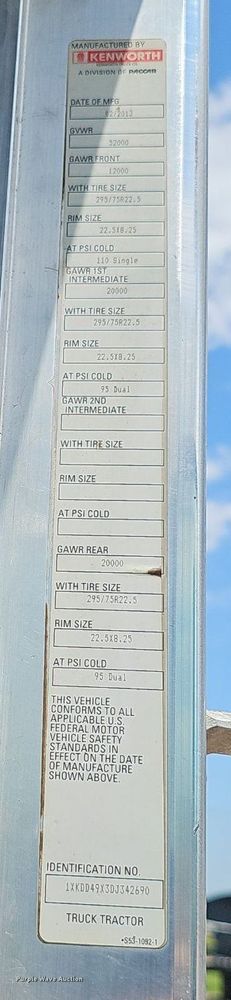 MANUFACTURED BY
KENWORTH
A DIVISION OF PACCAR
DATE OF MFG
02/2013
GVWR
52000
GAWR FRONT
12000
WITH TIRE SIZE
295/75R22.5
RIM SIZE
22.5X8.25
AT PSI COLD
110 Single
GAWR 1ST
INTERMEDIATE
20000
WITH TIRE SIZE
295/75R22.5
RIM SIZE
22.5X8.25
AT PSI COLD
95 Dual
GAWR 2ND
INTERMEDIATE
WITH TIRE SIZE
RIM SIZE
AT PSI COLD
GAWR REAR
20000
WITH TIRE SIZE
295/75R22.5
RIM SIZE
22.5X8.25
AT PSI COLD
95 Dual
THIS VEHICLE
CONFORMS TO ALL
APPLICABLE U.S.
FEDERAL MOTOR
VEHICLE SAFETY
STANDARDS IN
EFFECT ON THE DATE
OF MANUFACTURE
SHOWN ABOVE.
IDENTIFICATION NO.
1XKDD49X3DJ342690
TRUCK TRACTOR
•S53-1092-1
Purple Wave Auction